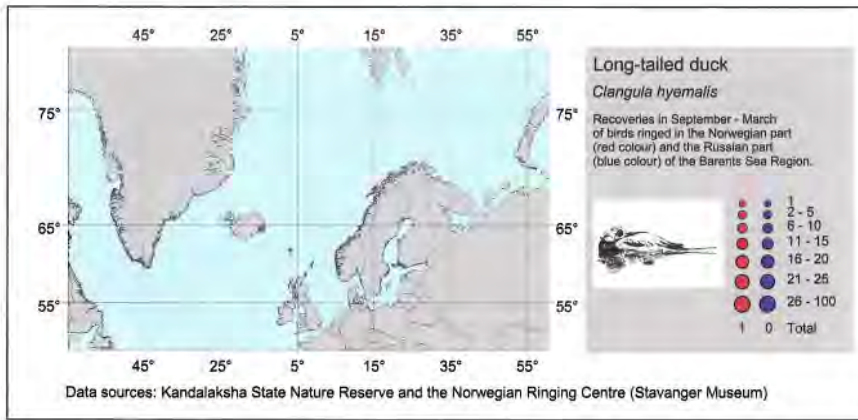 45° 25° 5° 15° 35° 55°
75°
75°
65°
65°
55°
55°
45° 25° 5° 15° 35° 55°
Long-tailed duck
Clangula hyemalis
Recoveries in September - March
of birds ringed in the Norwegian part
(red colour) and the Russian part
(blue colour) of the Barents Sea Region.
1
2 - 5
6 - 10
11 - 15
16 - 20
21 - 25
26 - 100
1 0 Total
Data sources: Kandalaksha State Nature Reserve and the Norwegian Ringing Centre (Stavanger Museum)